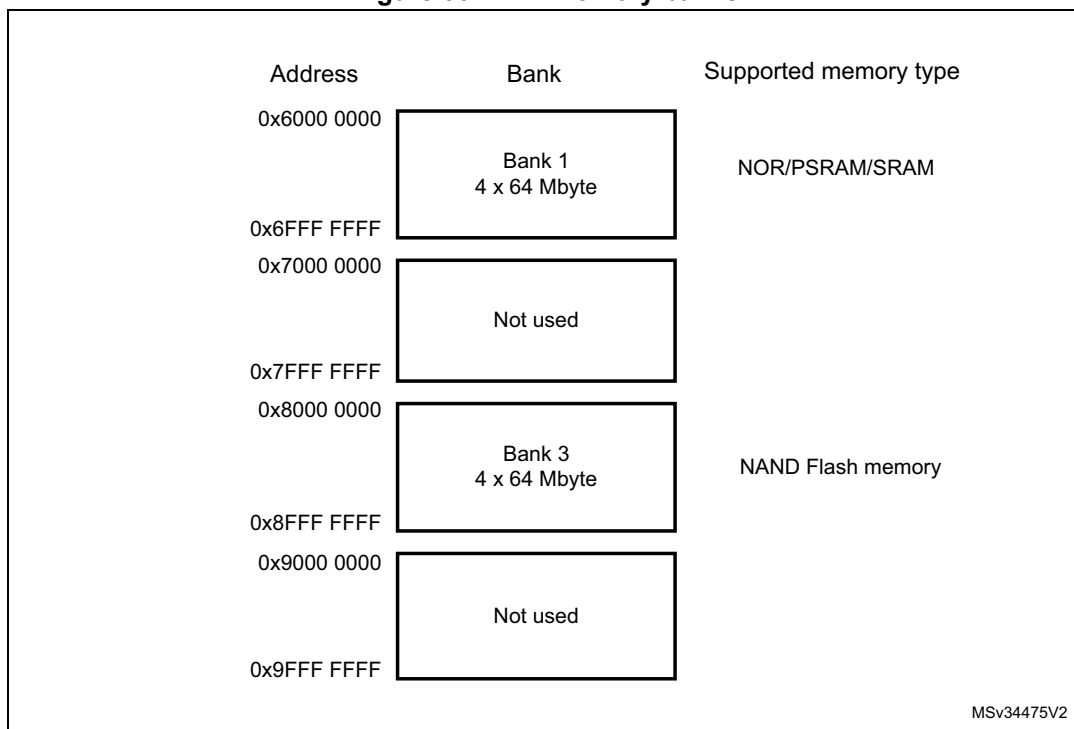 Address Bank Supported memory type
0x6000 0000
Bank 1
4 x 64 Mbyte
NOR/PSRAM/SRAM
0x6FFF FFFF
0x7000 0000
Not used
0x7FFF FFFF
0x8000 0000
Bank 3
4 x 64 Mbyte
NAND Flash memory
0x8FFF FFFF
0x9000 0000
Not used
0x9FFF FFFF
MSv34475V2